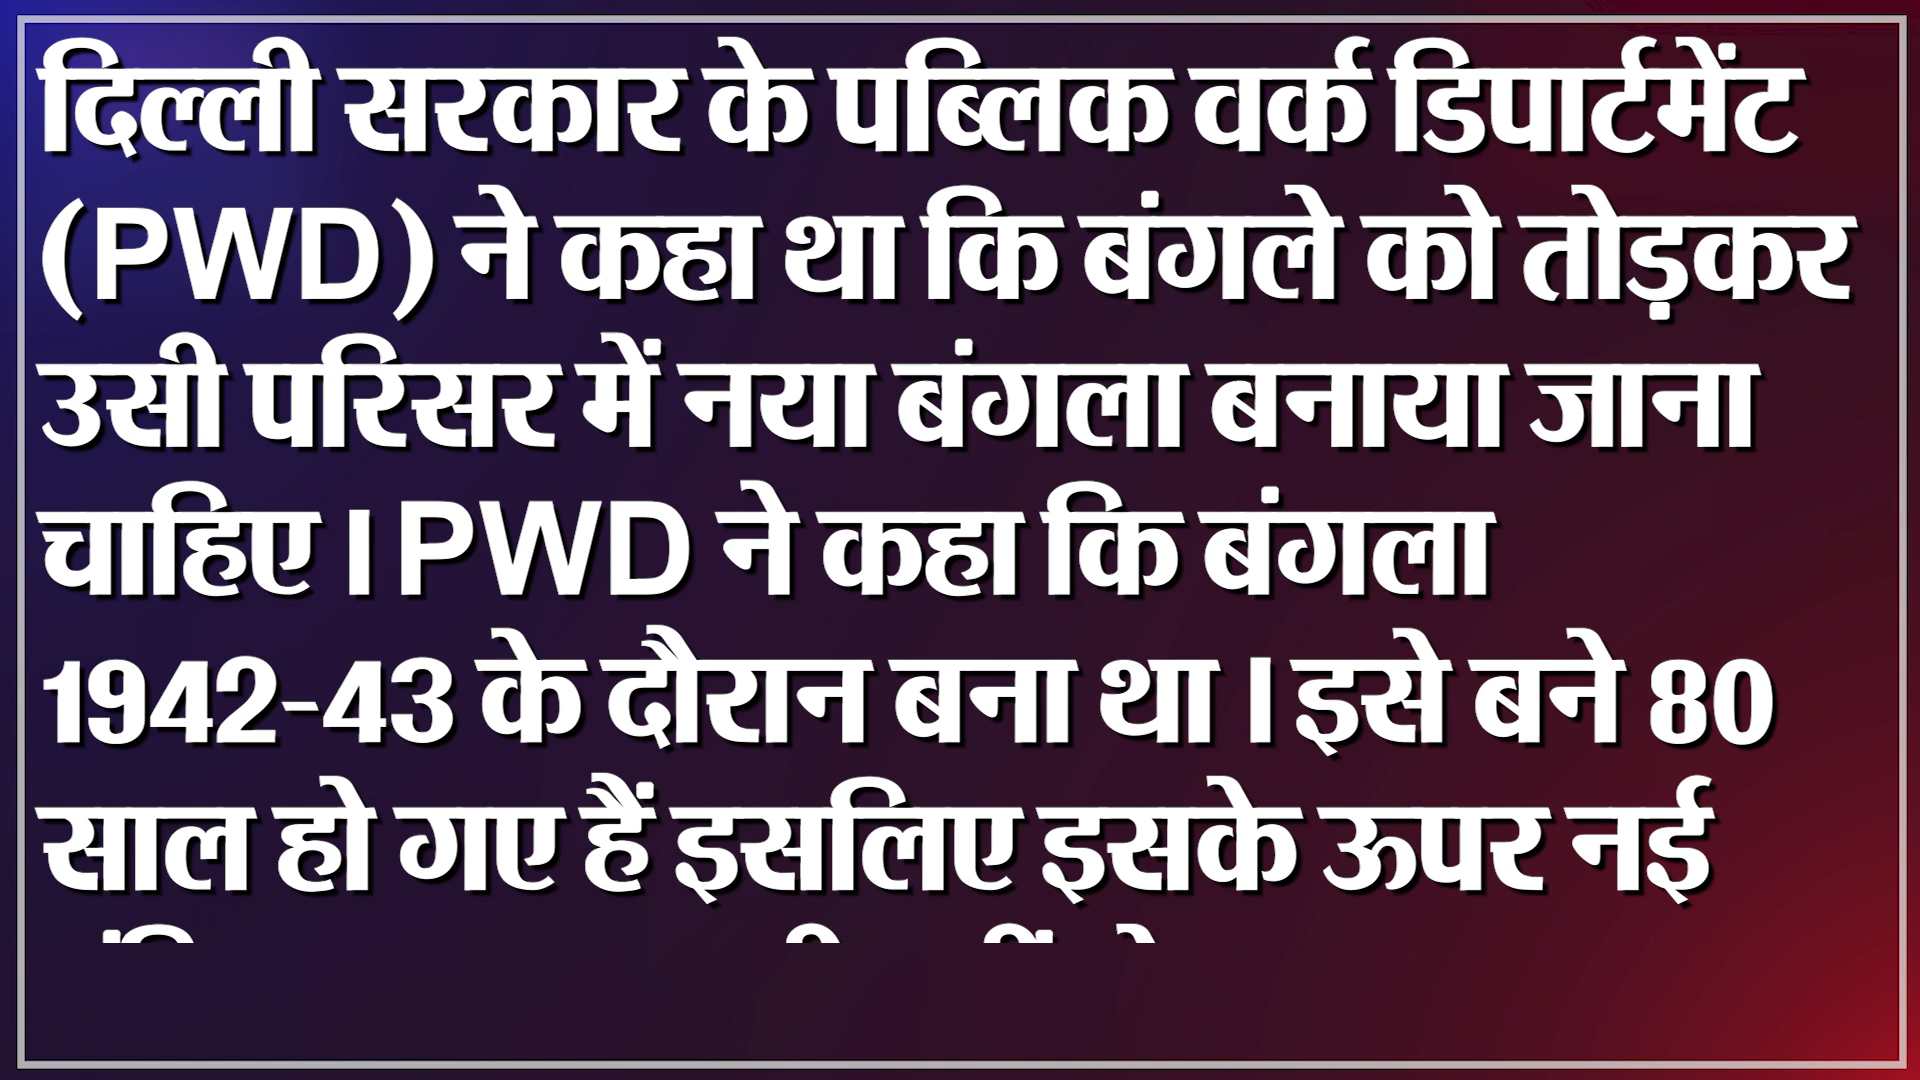 दिल्ली सरकार के पब्लिक वर्क डिपार्टमेंट
(PWD) ने कहा था कि बंगले को तोड़कर
उसी परिसर में नया बंगला बनाया जाना
चाहिए । PWD ने कहा कि बंगला
1942-43 के दौरान बना था । इसे बने 80
साल हो गए हैं इसलिए इसके ऊपर नई